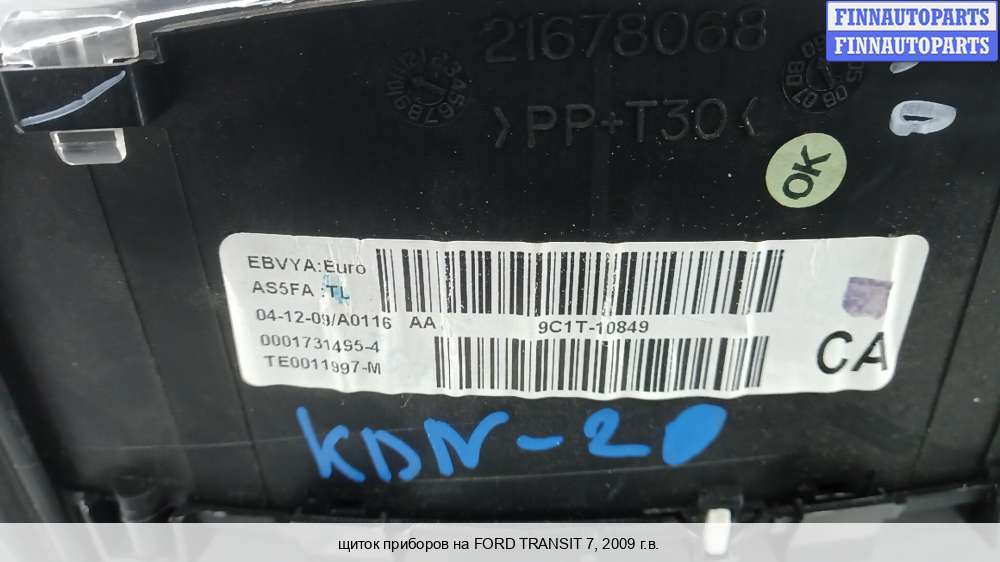 FINNAUTOPARTS
FINNAUTOPARTS
21678068
>PP+T30<
OK
EBVYA:Euro
AS5FA :TL
04-12-09/A0116 AA 9C1T-10849
0001731495-4
TE0011997-M
CA
KDN-20
щиток приборов на FORD TRANSIT 7, 2009 г.в.